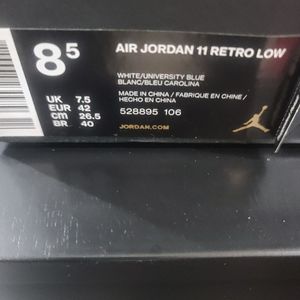 8⁵
AIR JORDAN 11 RETRO LOW
WHITE/UNIVERSITY BLUE
BLANC/BLEU CAROLINA
MADE IN CHINA / FABRIQUE EN CHINE /
HECHO EN CHINA
UK 7.5
EUR 42
CM 26.5
BR 40
528895 106
JORDAN.COM